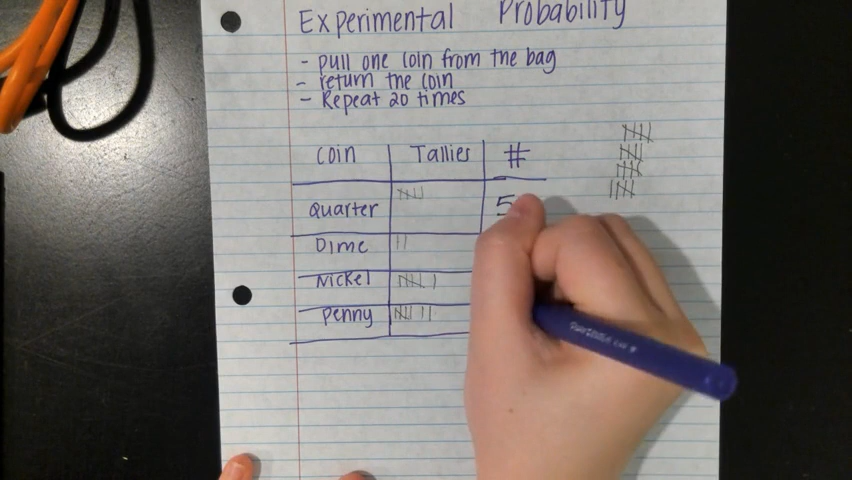 Experimental Probability
- pull one coin from the bag
- return the coin
- Repeat 20 times
coin Tallies #
Quarter 5
Dime
Nickel
Penny